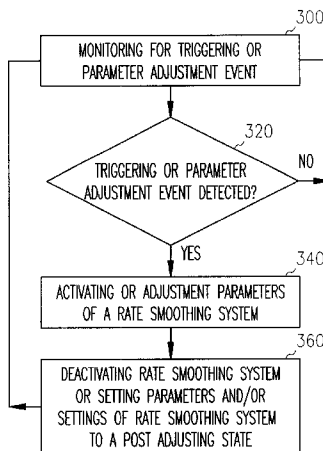 300
MONITORING FOR TRIGGERING OR
PARAMETER ADJUSTMENT EVENT
320
TRIGGERING OR PARAMETER
ADJUSTMENT EVENT DETECTED?
NO
YES
340
ACTIVATING OR ADJUSTMENT PARAMETERS
OF A RATE SMOOTHING SYSTEM
360
DEACTIVATING RATE SMOOTHING SYSTEM
OR SETTING PARAMETERS AND/OR
SETTINGS OF RATE SMOOTHING SYSTEM
TO A POST ADJUSTING STATE